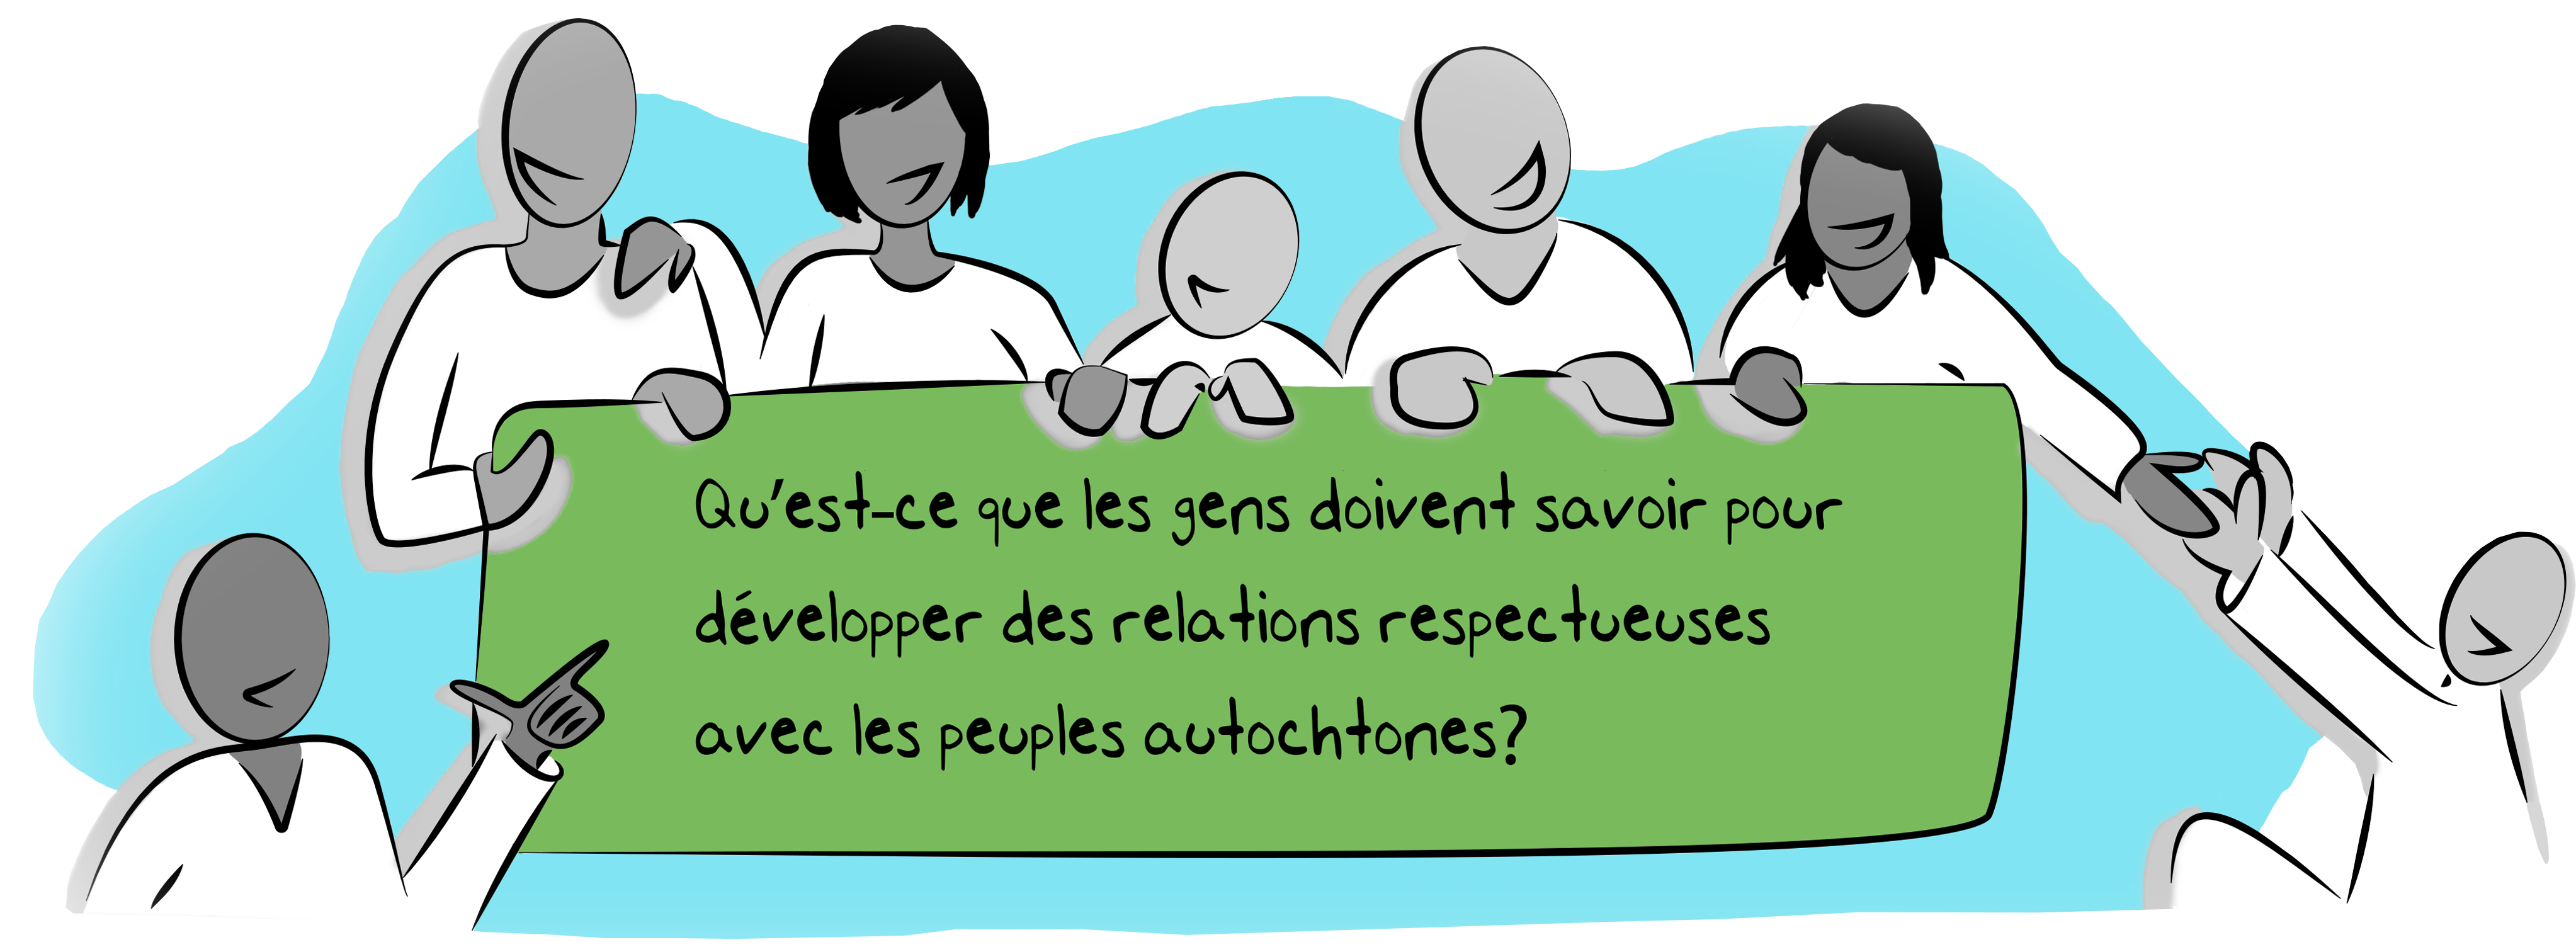 Qu'est-ce que les gens doivent savoir pour
développer des relations respectueuses
avec les peuples autochtones?